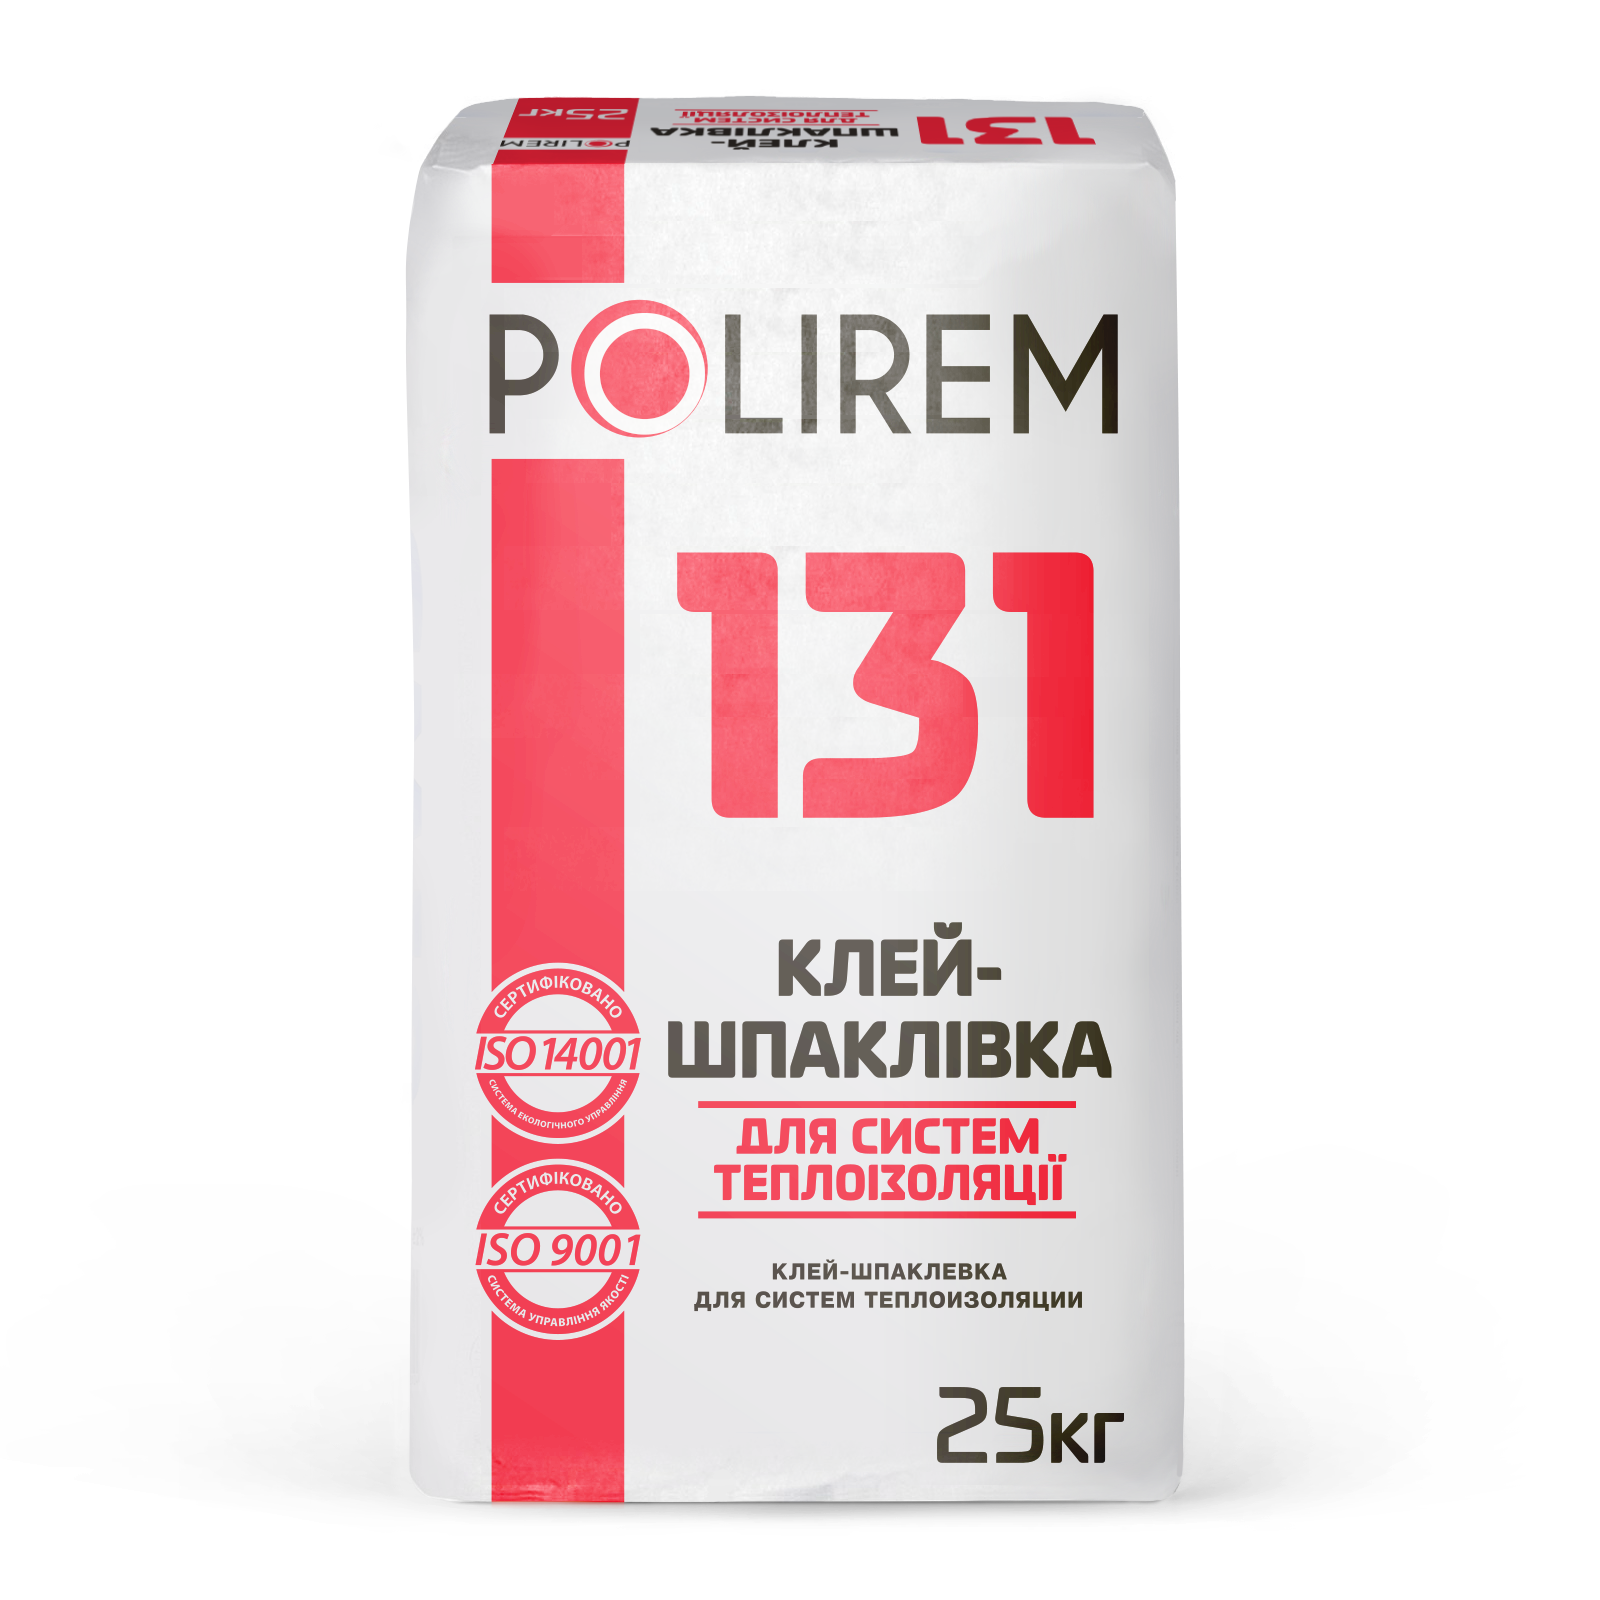 25кг
POLIREM
КЛЕЙ-
ШПАКЛІВКА
ДЛЯ СИСТЕМ
ТЕПЛОІЗОЛЯЦІЇ
131
POLIREM
131
КЛЕЙ-
ШПАКЛІВКА
ДЛЯ СИСТЕМ
ТЕПЛОІЗОЛЯЦІЇ
КЛЕЙ-ШПАКЛЕВКА
ДЛЯ СИСТЕМ ТЕПЛОИЗОЛЯЦИИ
25кг
СЕРТИФІКОВАНО
ISO 14001
СИСТЕМА ЕКОЛОГІЧНОГО УПРАВЛІННЯ
СЕРТИФІКОВАНО
ISO 9001
СИСТЕМА УПРАВЛІННЯ ЯКОСТІ